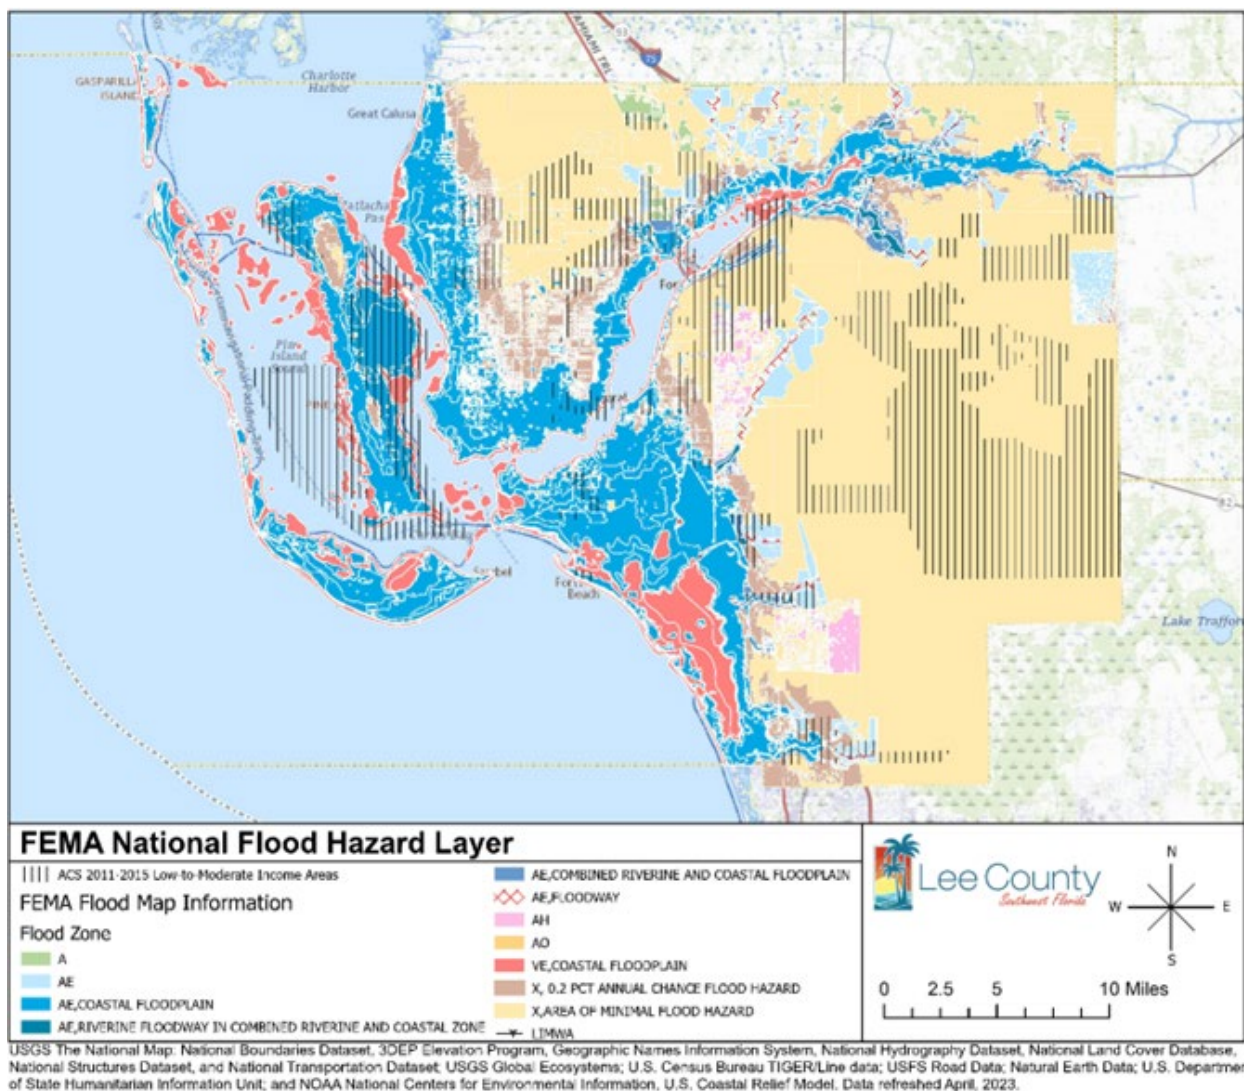 GASPARILLA
ISLAND
Charlotte
Harbor
Great Calusa
TAMIAMI TRL
93
75
Pine
Island
Sound
Sanibel
Beach
82
Lake Trafford
FEMA National Flood Hazard Layer
ACS 2011-2015 Low-to-Moderate Income Areas
FEMA Flood Map Information
Flood Zone
A
AE
AE,COASTAL FLOODPLAIN
AE,RIVERINE FLOODWAY IN COMBINED RIVERINE AND COASTAL ZONE
AE,COMBINED RIVERINE AND COASTAL FLOODPLAIN
AE,FLOODWAY
AH
AO
VE,COASTAL FLOODPLAIN
X, 0.2 PCT ANNUAL CHANCE FLOOD HAZARD
X,AREA OF MINIMAL FLOOD HAZARD
LIMWA
Lee County
Southwest Florida
N
W E
S
0 2.5 5 10 Miles
USGS The National Map: National Boundaries Dataset, 3DEP Elevation Program, Geographic Names Information System, National Hydrography Dataset, National Land Cover Database,
National Structures Dataset, and National Transportation Dataset; USGS Global Ecosystems; U.S. Census Bureau TIGER/Line data; USFS Road Data; Natural Earth Data; U.S. Departmen
of State Humanitarian Information Unit; and NOAA National Centers for Environmental Information, U.S. Coastal Relief Model. Data refreshed April, 2023.